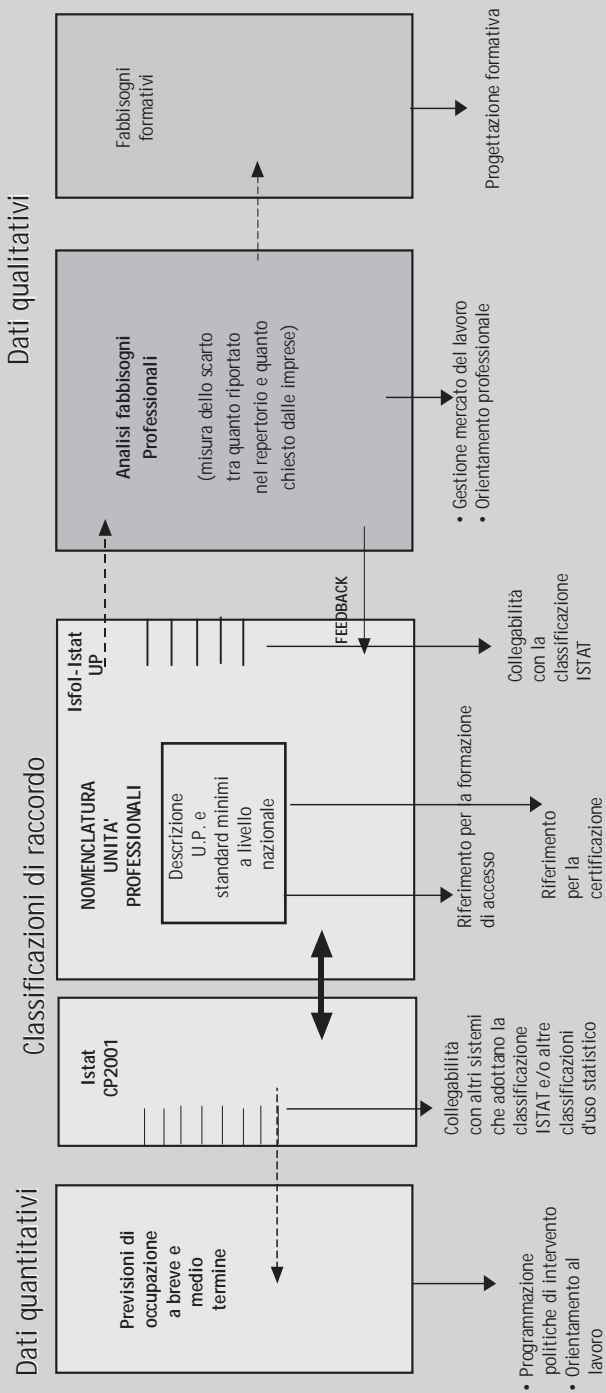 Dati quantitativi
Classificazioni di raccordo
Dati qualitativi
Previsioni di
occupazione
a breve e
medio
termine
Istat
CP2001
NOMENCLATURA
UNITA'
PROFESSIONALI
Isfol-Istat
UP
Descrizione
U.P. e
standard minimi
a livello
nazionale
Analisi fabbisogni
Professionali
(misura dello scarto
tra quanto riportato
nel repertorio e quanto
chiesto dalle imprese)
Fabbisogni
formativi
FEEDBACK
• Programmazione
politiche di intervento
• Orientamento al
lavoro
Collegabilità
con altri sistemi
che adottano la
classificazione
ISTAT e/o altre
classificazioni
d'uso statistico
Riferimento per la formazione
di accesso
Riferimento
per la
certificazione
Collegabilità
con la
classificazione
ISTAT
• Gestione mercato del lavoro
• Orientamento professionale
Progettazione formativa